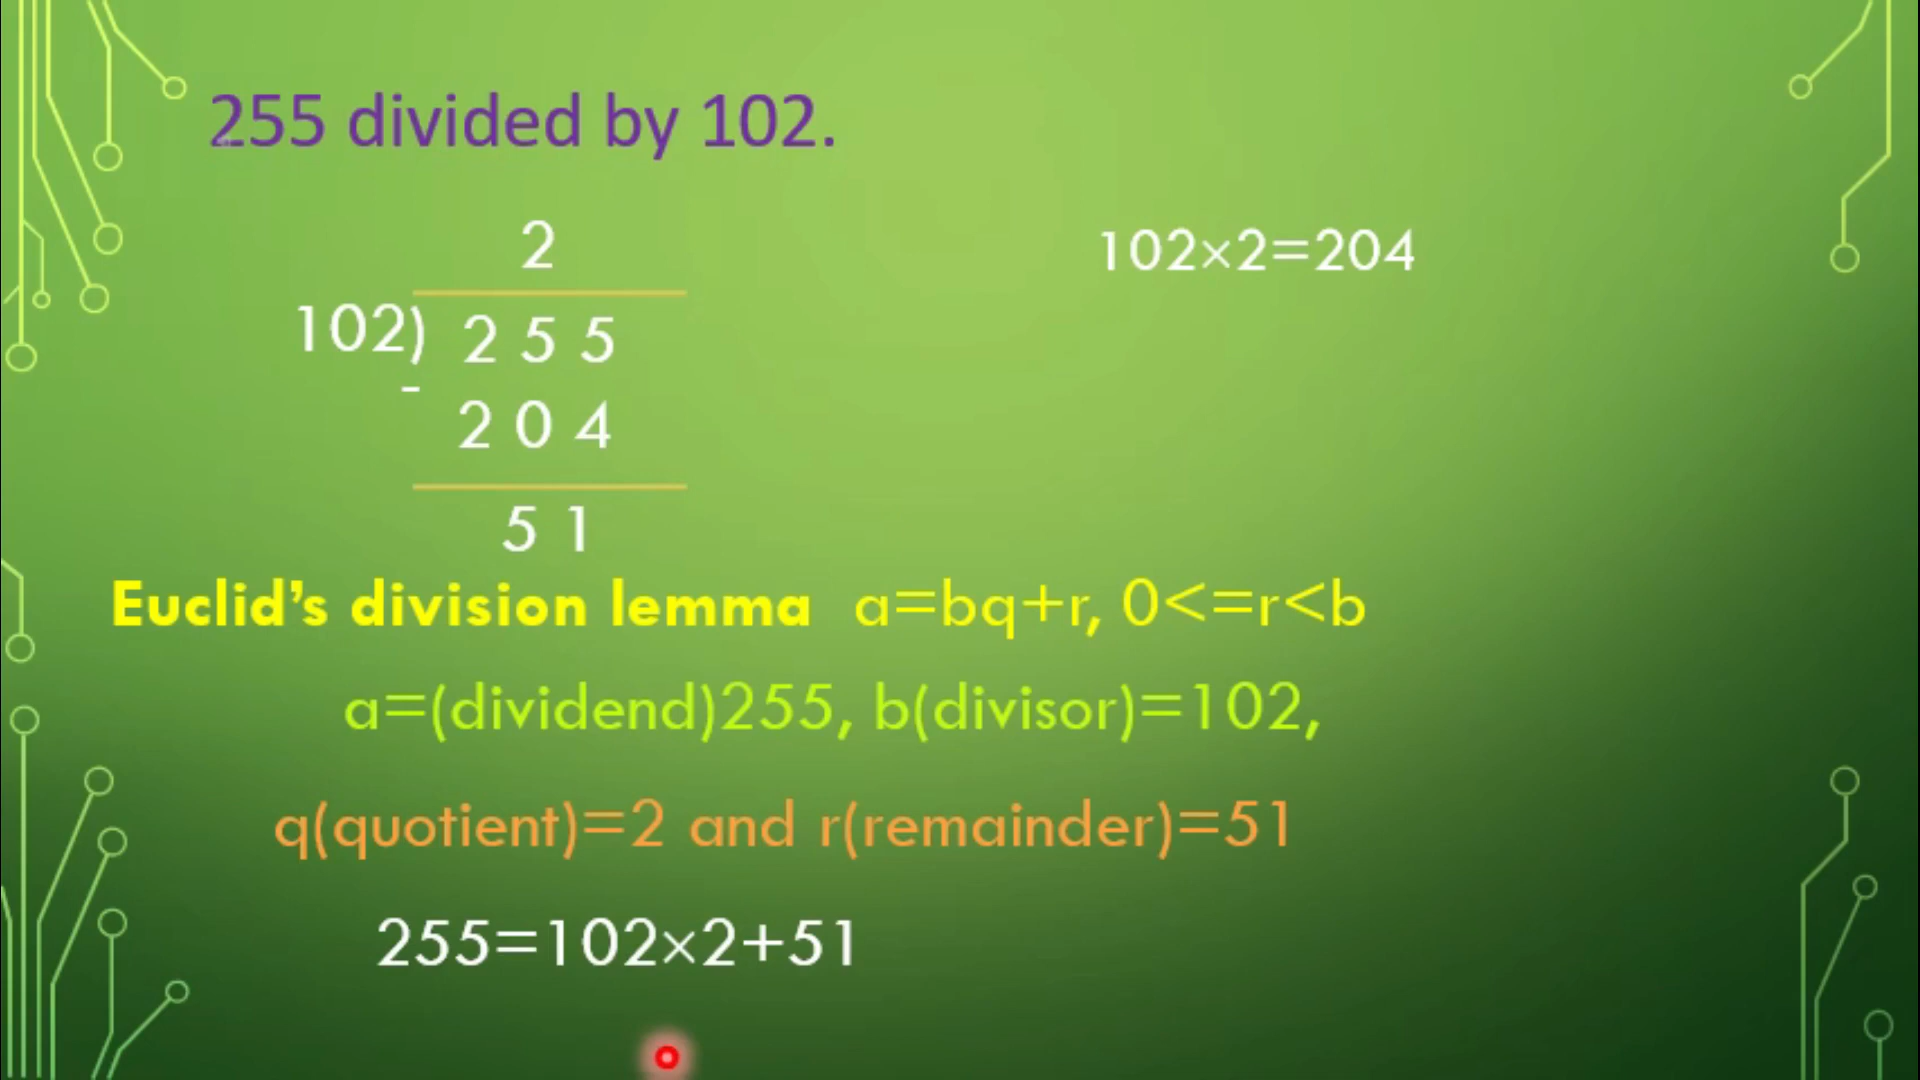 255 divided by 102.
2
102×2=204
102) 2 5 5
-
2 0 4
5 1
Euclid’s division lemma a=bq+r, 0<=r<b
a=(dividend)255, b(divisor)=102,
q(quotient)=2 and r(remainder)=51
255=102×2+51